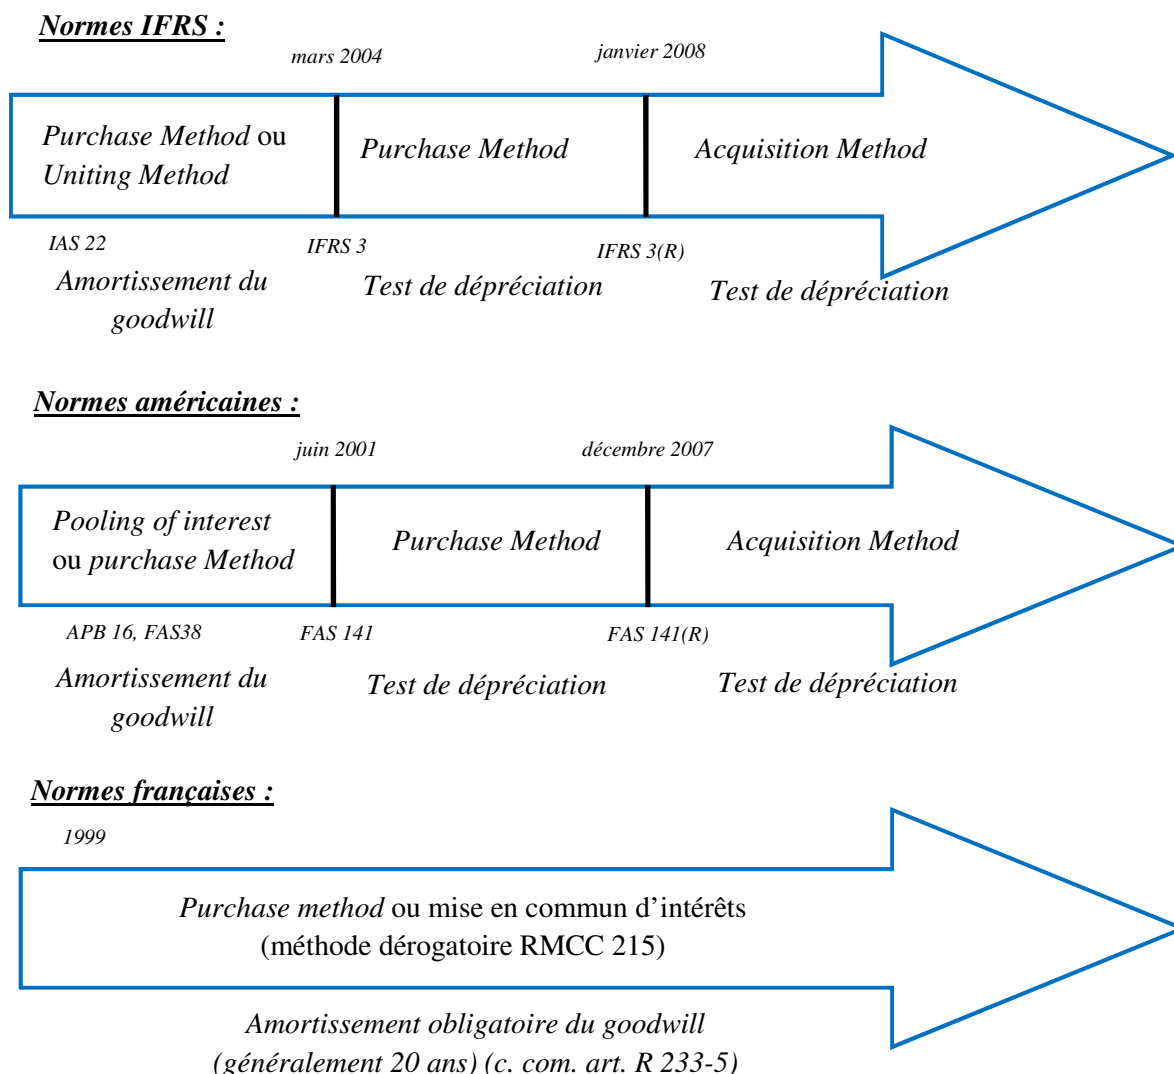 Normes IFRS :
mars 2004
janvier 2008
Purchase Method ou
Uniting Method
Purchase Method
Acquisition Method
IAS 22
IFRS 3
IFRS 3(R)
Amortissement du
goodwill
Test de dépréciation
Test de dépréciation
Normes américaines :
juin 2001
décembre 2007
Pooling of interest
ou purchase Method
Purchase Method
Acquisition Method
APB 16, FAS38
FAS 141
FAS 141(R)
Amortissement du
goodwill
Test de dépréciation
Test de dépréciation
Normes françaises :
1999
Purchase method ou mise en commun d'intérêts
(méthode dérogatoire RMCC 215)
Amortissement obligatoire du goodwill
(généralement 20 ans) (c. com. art. R 233-5)